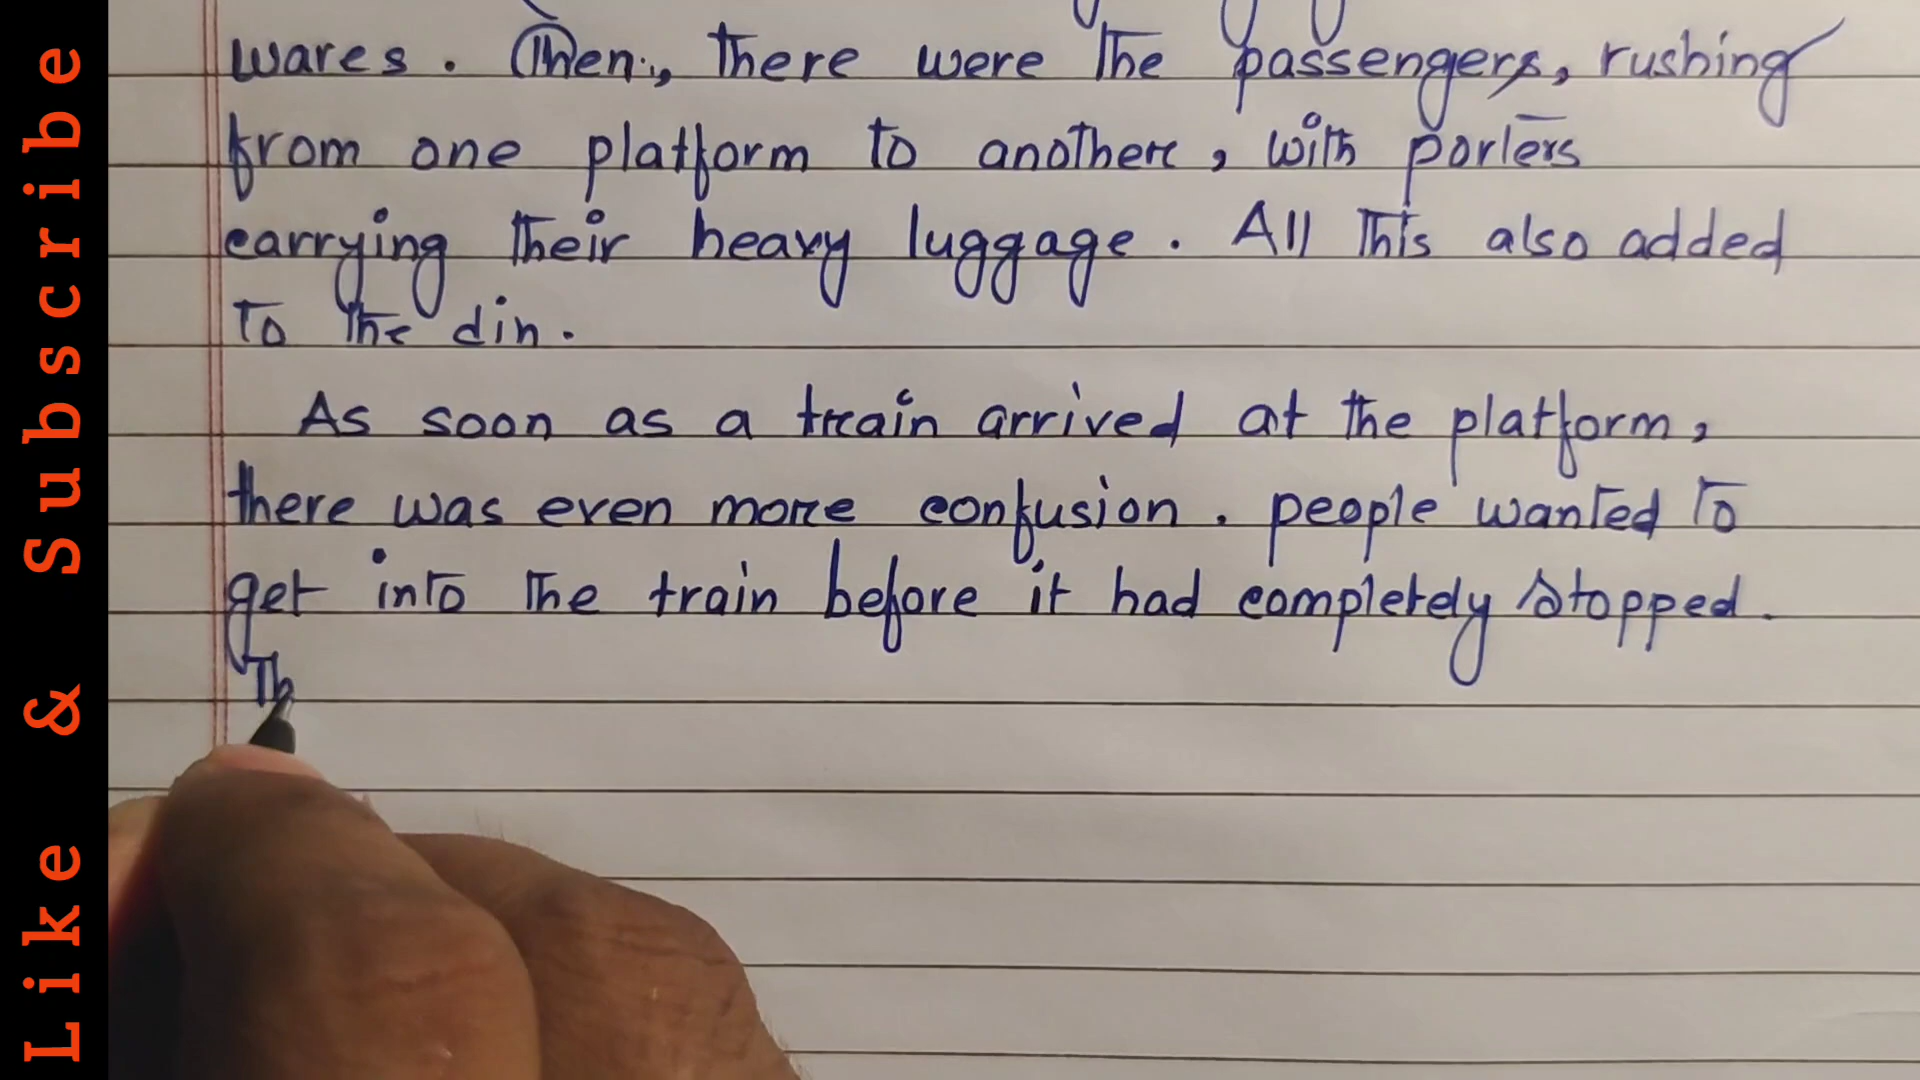 Like & Subscribe
wares. Then, there were the passengers, rushing
from one platform to another, with porters
carrying their heavy luggage. All this also added
to the din.
As soon as a train arrived at the platform,
there was even more confusion. people wanted to
get into the train before it had completely stopped.
Th